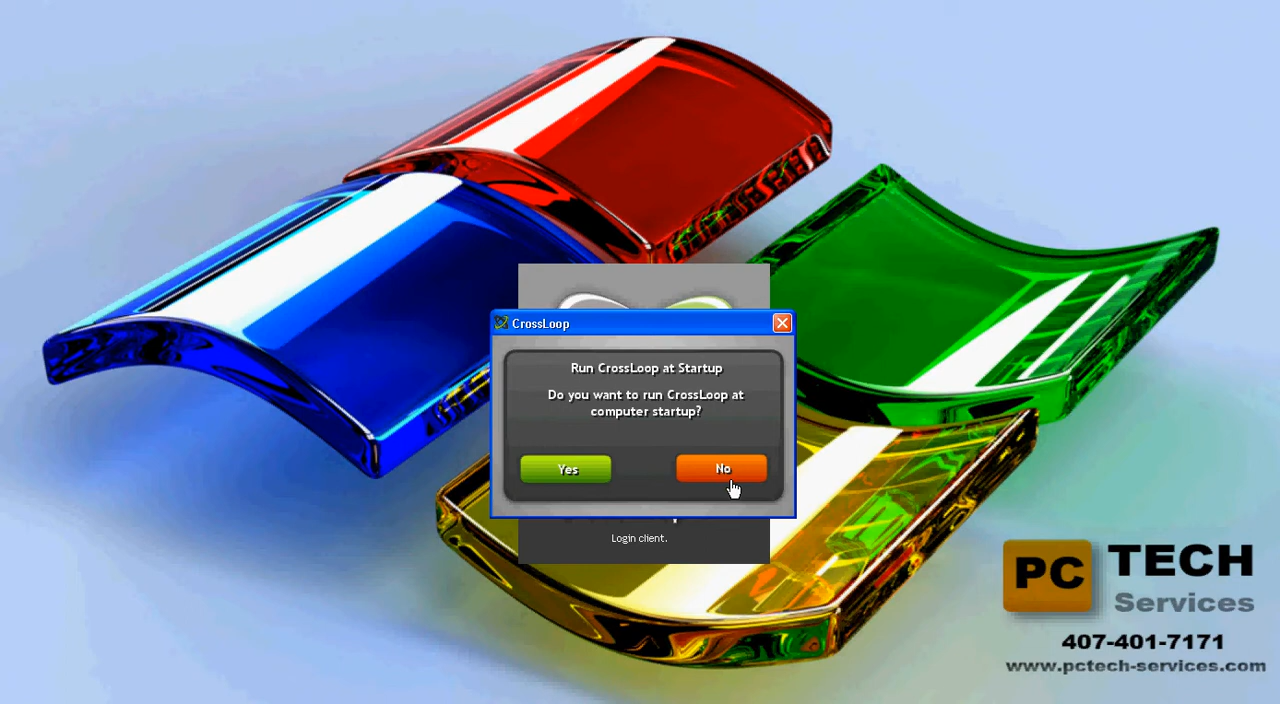 CrossLoop
Run CrossLoop at Startup
Do you want to run CrossLoop at
computer startup?
Yes
No
Login client.
PC TECH
Services
407-401-7171
www.pctech-services.com